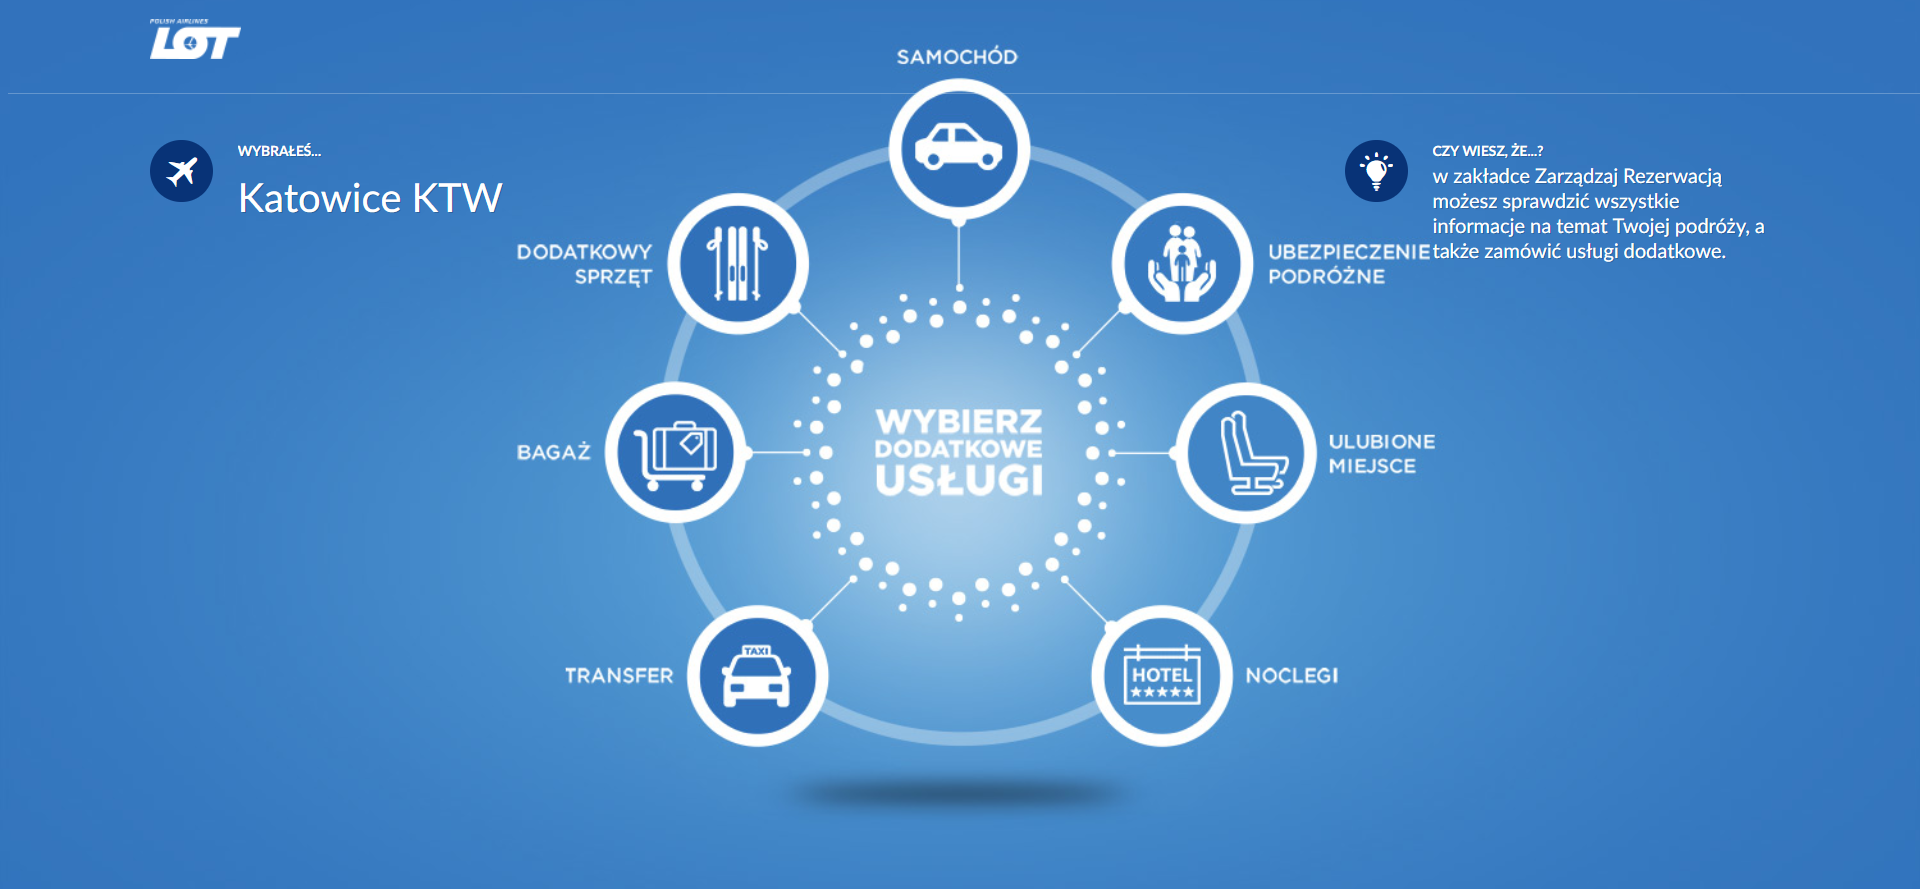 POLISH AIRLINES
LOT
WYBRAŁEŚ...
Katowice KTW
CZY WIESZ, ŻE...?
w zakładce Zarządzaj Rezerwacją
możesz sprawdzić wszystkie
informacje na temat Twojej podróży, a
także zamówić usługi dodatkowe.
SAMOCHÓD
DODATKOWY
SPRZĘT
UBEZPIECZENIE
PODRÓŻNE
BAGAŻ
WYBIERZ
DODATKOWE
USŁUGI
ULUBIONE
MIEJSCE
TRANSFER
TAXI
HOTEL
NOCLEGI